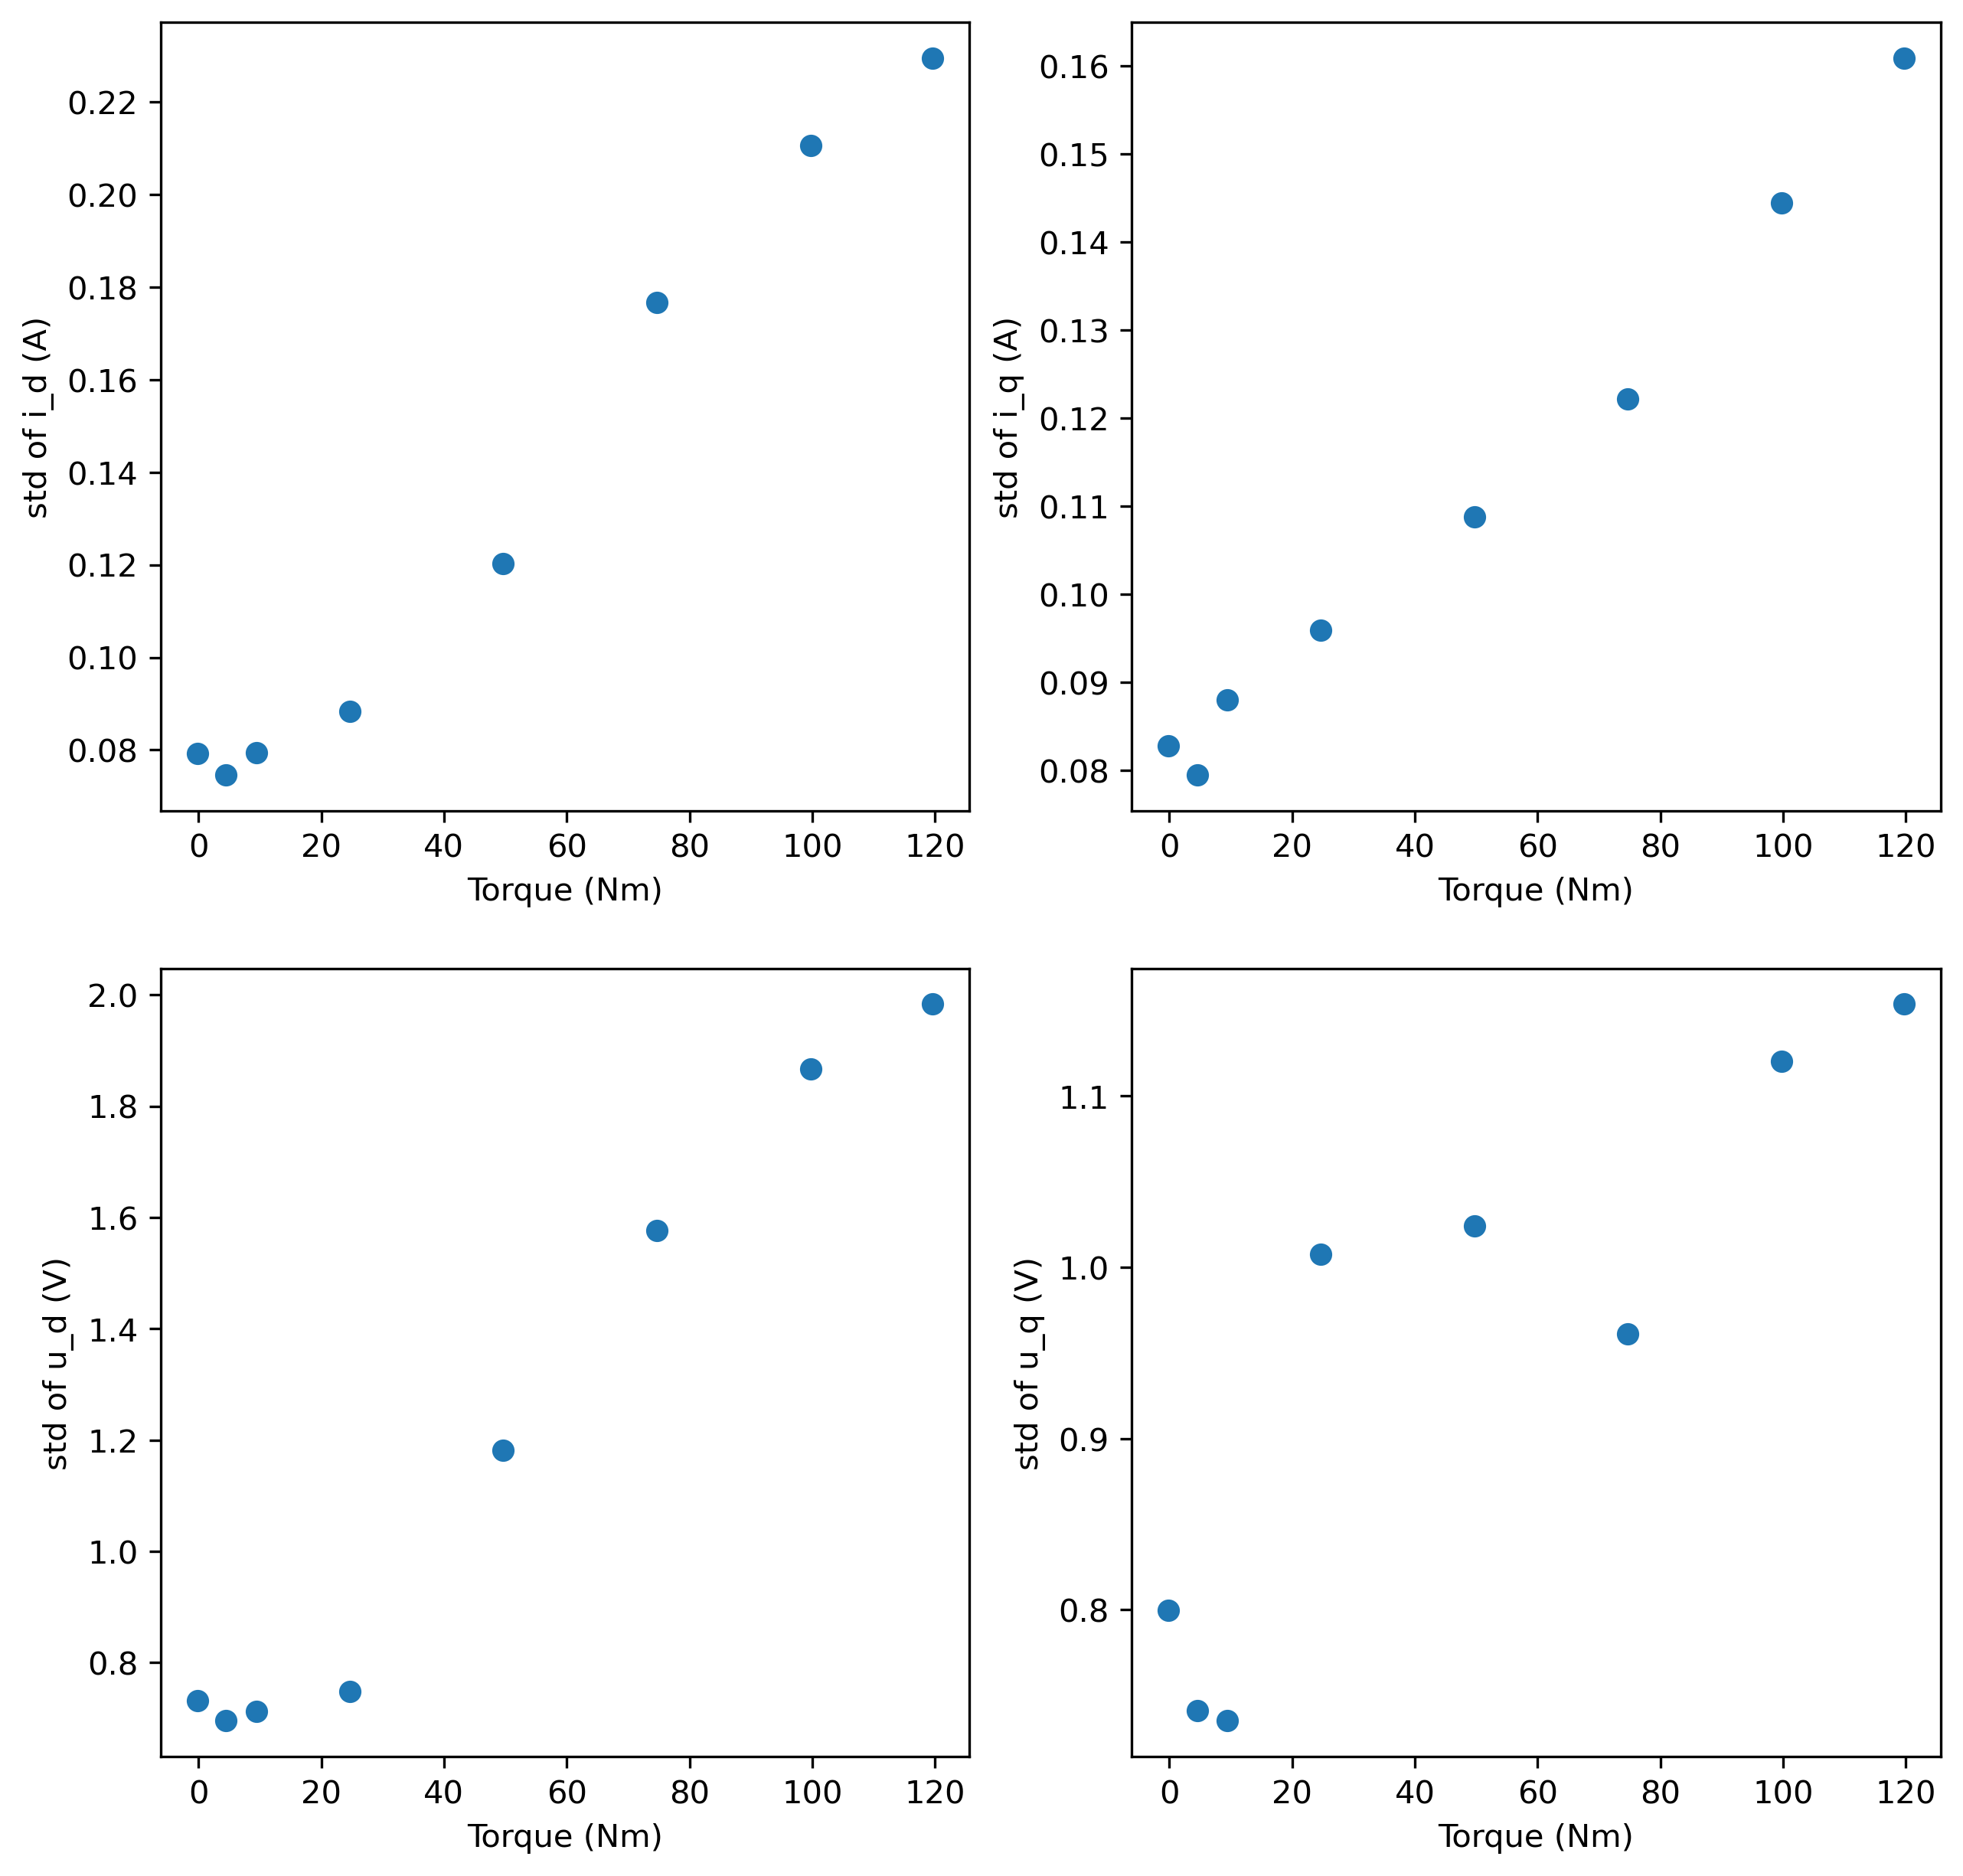 std of i_d (A)
0.22
0.20
0.18
0.16
0.14
0.12
0.10
0.08
0 20 40 60 80 100 120
Torque (Nm)
std of i_q (A)
0.16
0.15
0.14
0.13
0.12
0.11
0.10
0.09
0.08
0 20 40 60 80 100 120
Torque (Nm)
std of u_d (V)
2.0
1.8
1.6
1.4
1.2
1.0
0.8
0 20 40 60 80 100 120
Torque (Nm)
std of u_q (V)
1.1
1.0
0.9
0.8
0 20 40 60 80 100 120
Torque (Nm)